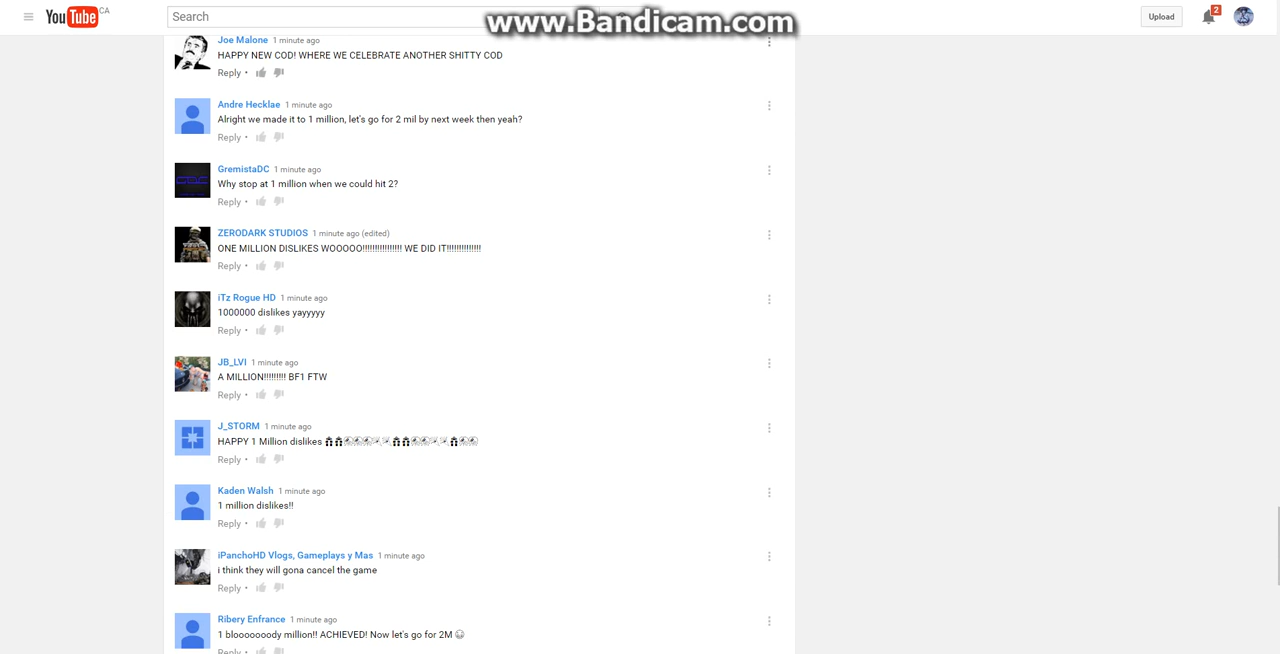 YouTube CA
Search
www.Bandicam.com
Upload
2
Joe Malone 1 minute ago
HAPPY NEW COD! WHERE WE CELEBRATE ANOTHER SHITTY COD
Reply •
Andre Hecklae 1 minute ago
Alright we made it to 1 million, let's go for 2 mil by next week then yeah?
Reply •
GremistaDC 1 minute ago
Why stop at 1 million when we could hit 2?
Reply •
ZERODARK STUDIOS 1 minute ago (edited)
ONE MILLION DISLIKES WOOOOO!!!!!!!!!!!!!!!! WE DID IT!!!!!!!!!!!!!!
Reply •
iTz Rogue HD 1 minute ago
1000000 dislikes yayyyyy
Reply •
JB_LVI 1 minute ago
A MILLION!!!!!!!!! BF1 FTW
Reply •
J_STORM 1 minute ago
HAPPY 1 Million dislikes
Reply •
Kaden Walsh 1 minute ago
1 million dislikes!!
Reply •
iPanchoHD Vlogs, Gameplays y Mas 1 minute ago
i think they will gona cancel the game
Reply •
Ribery Enfrance 1 minute ago
1 blooooooody million!! ACHIEVED! Now let's go for 2M
Reply •